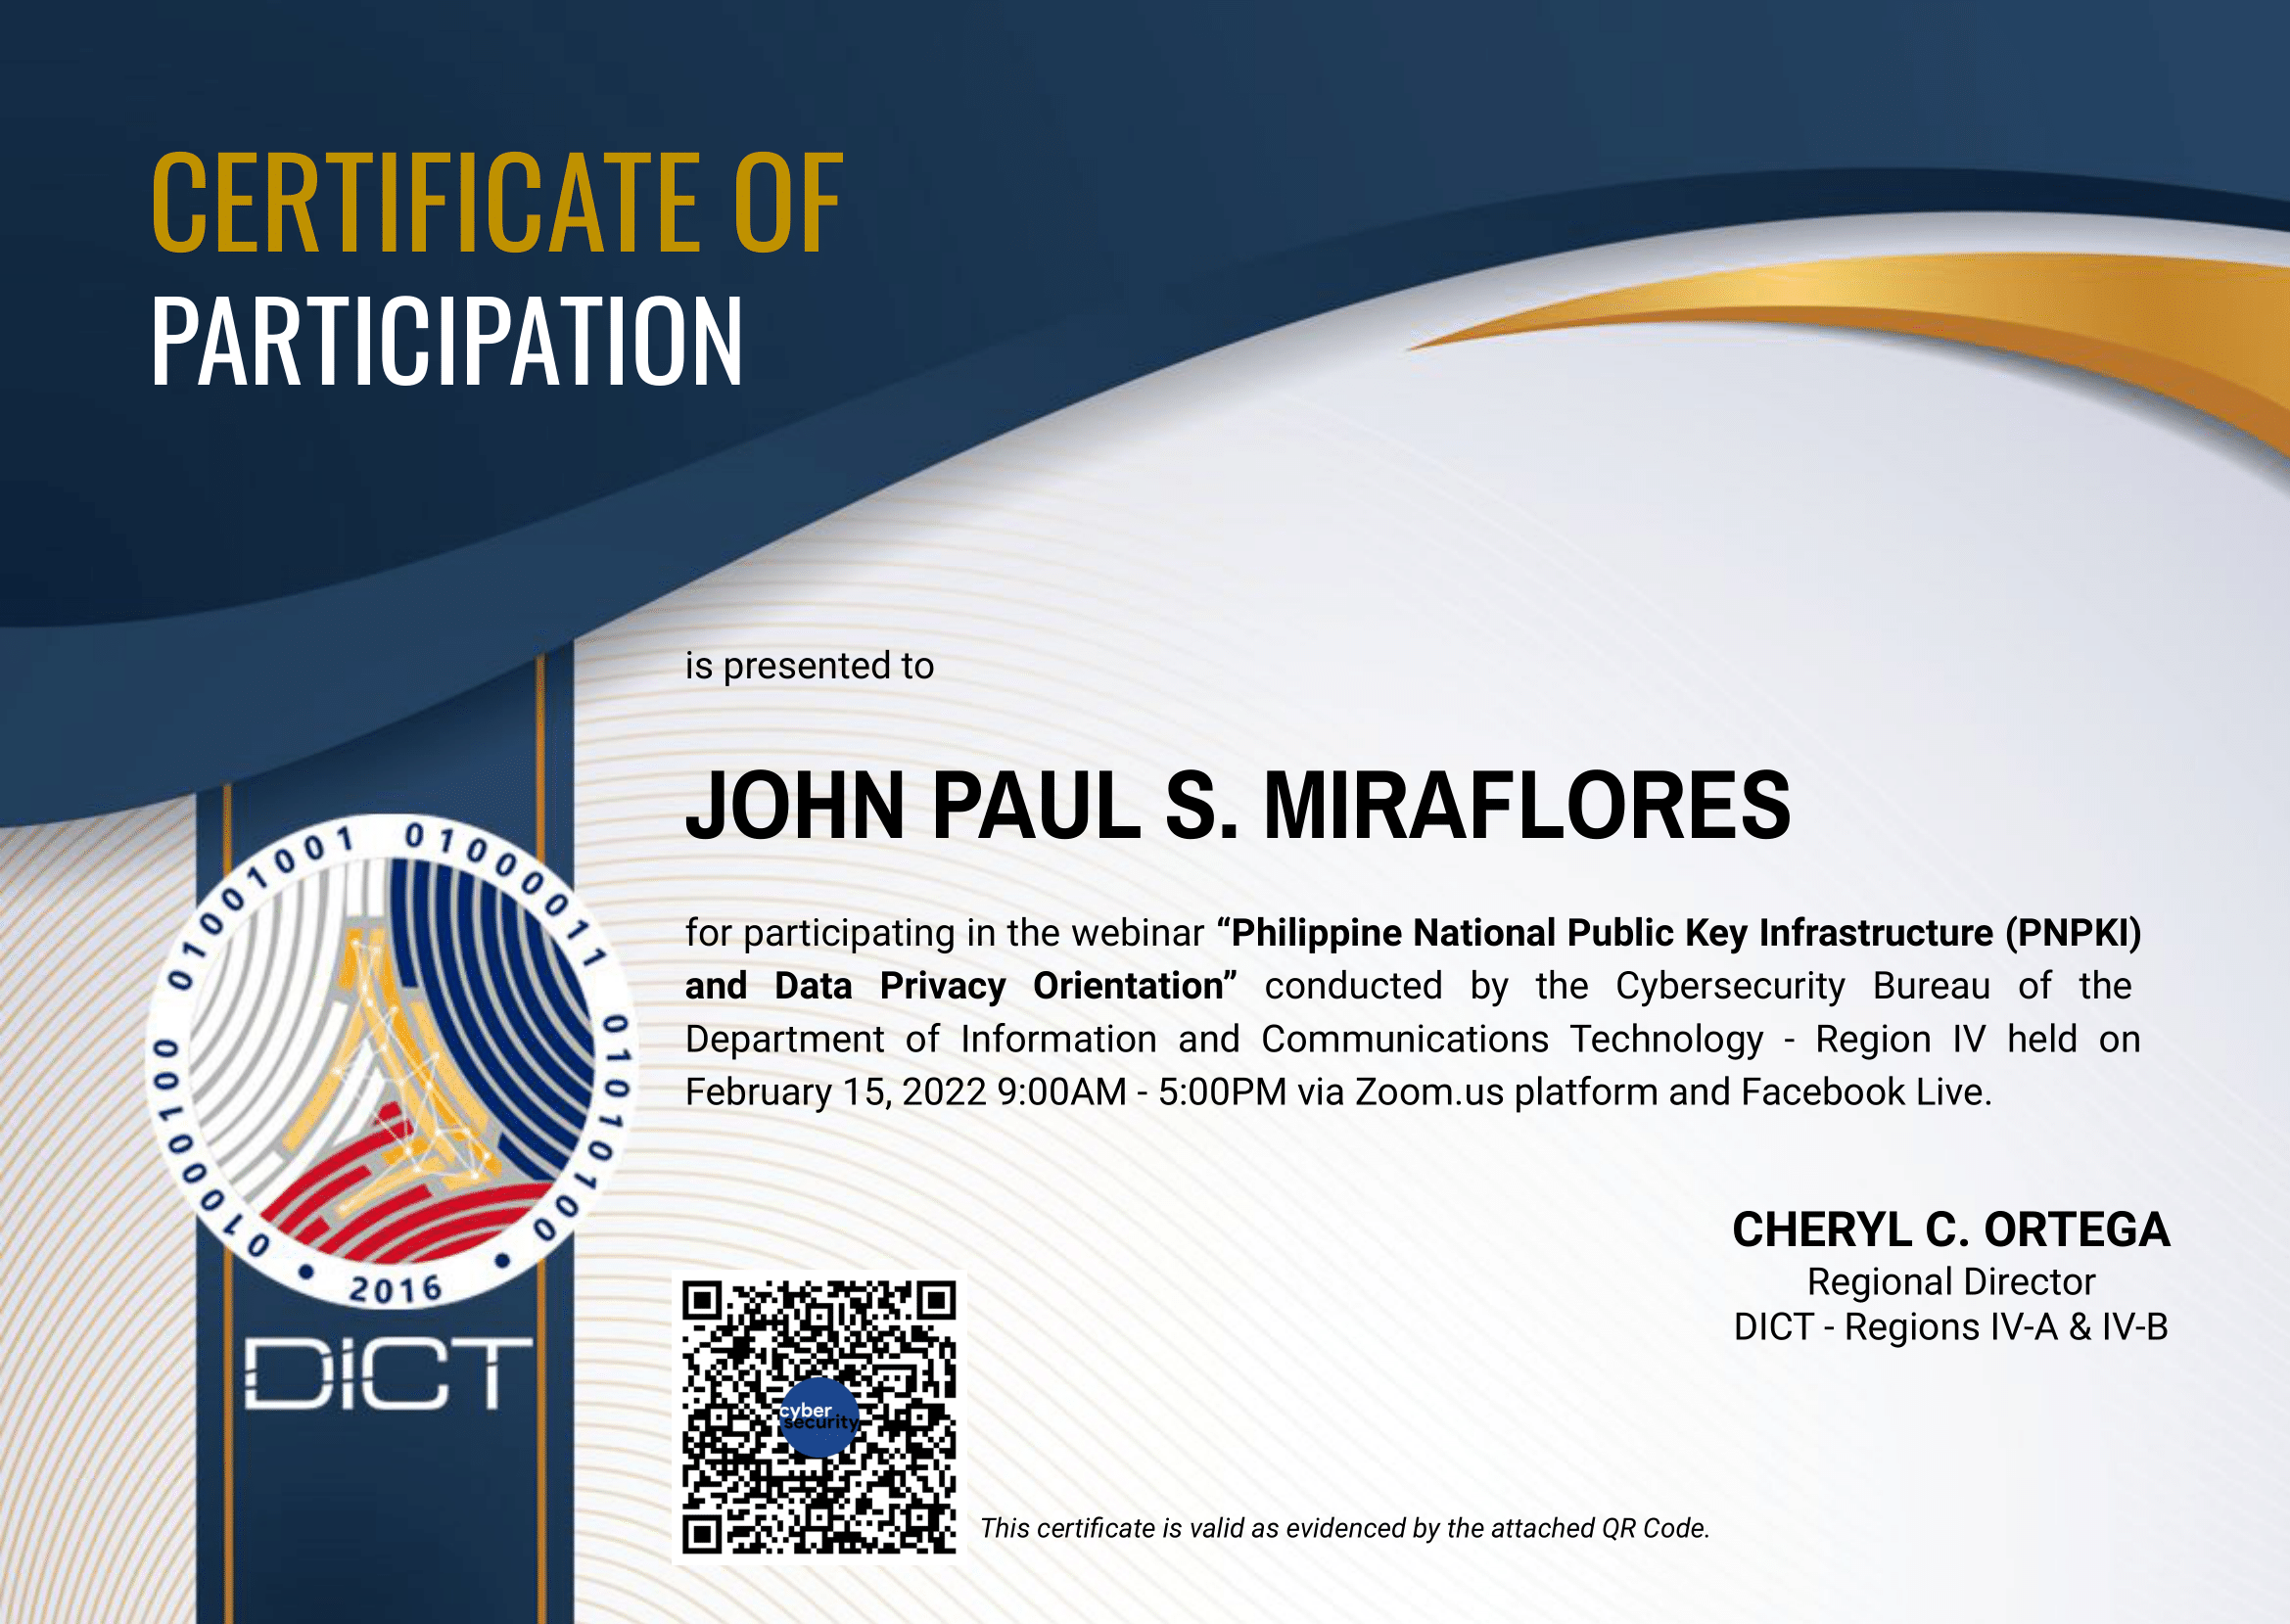 CERTIFICATE OF
PARTICIPATION
is presented to
JOHN PAUL S. MIRAFLORES
for participating in the webinar “Philippine National Public Key Infrastructure (PNPKI)
and Data Privacy Orientation” conducted by the Cybersecurity Bureau of the
Department of Information and Communications Technology - Region IV held on
February 15, 2022 9:00AM - 5:00PM via Zoom.us platform and Facebook Live.
01000100 01001001 01000011 01010100
2016
DICT
CHERYL C. ORTEGA
Regional Director
DICT - Regions IV-A & IV-B
cyber
security
This certificate is valid as evidenced by the attached QR Code.